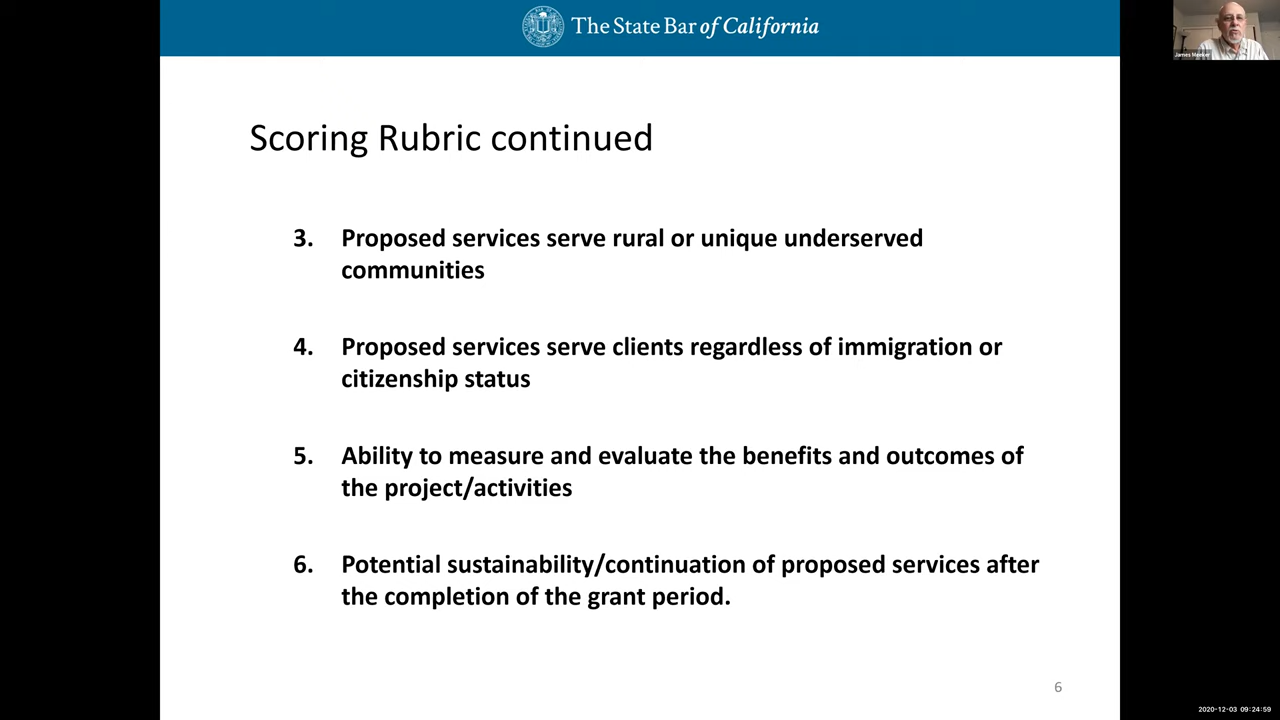 The State Bar of California
James Meeker
Scoring Rubric continued
3. Proposed services serve rural or unique underserved
communities
4. Proposed services serve clients regardless of immigration or
citizenship status
5. Ability to measure and evaluate the benefits and outcomes of
the project/activities
6. Potential sustainability/continuation of proposed services after
the completion of the grant period.
6
2020-12-03 09:24:59